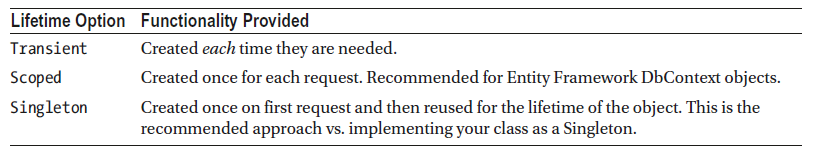 Lifetime Option Functionality Provided
Transient Created each time they are needed.
Scoped Created once for each request. Recommended for Entity Framework DbContext objects.
Singleton Created once on first request and then reused for the lifetime of the object. This is the
recommended approach vs. implementing your class as a Singleton.